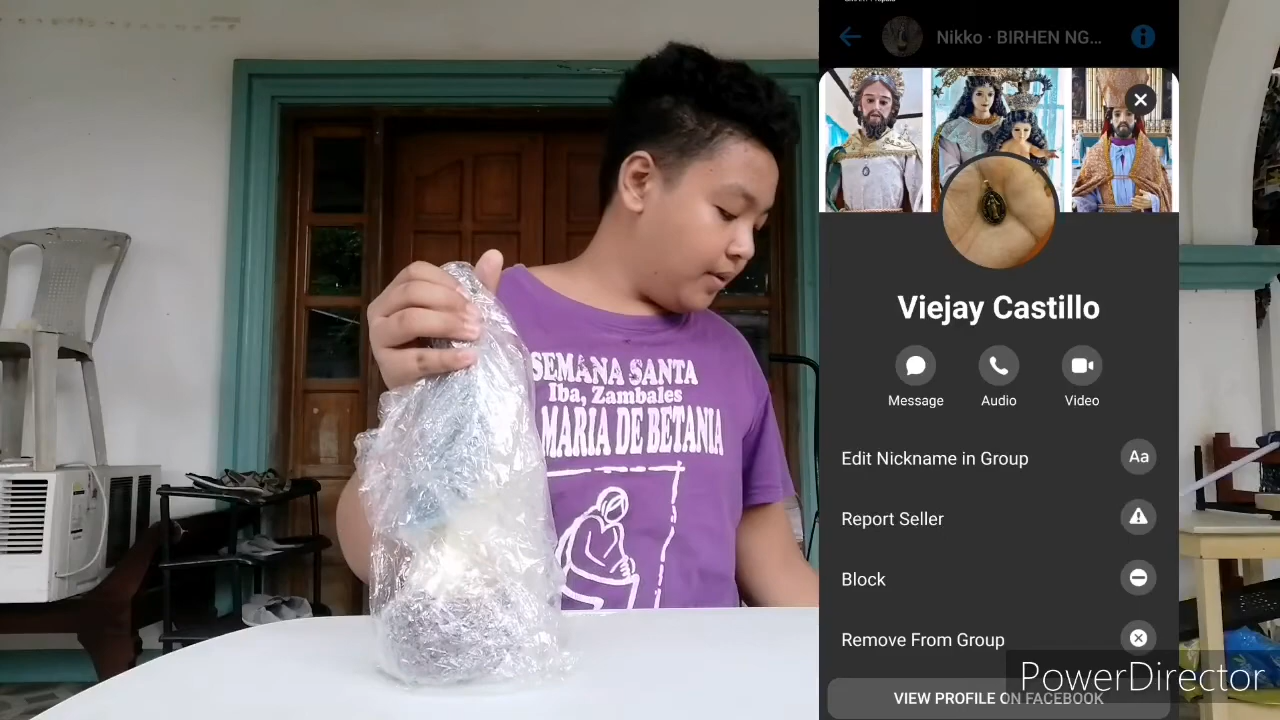 SEMANA SANTA
Iba, Zambales
MARIA DE BETANIA
Nikko · BIRHEN NG...
Viejay Castillo
Message
Audio
Video
Edit Nickname in Group
Aa
Report Seller
Block
Remove From Group
VIEW PROFILE ON FACEBOOK
PowerDirector